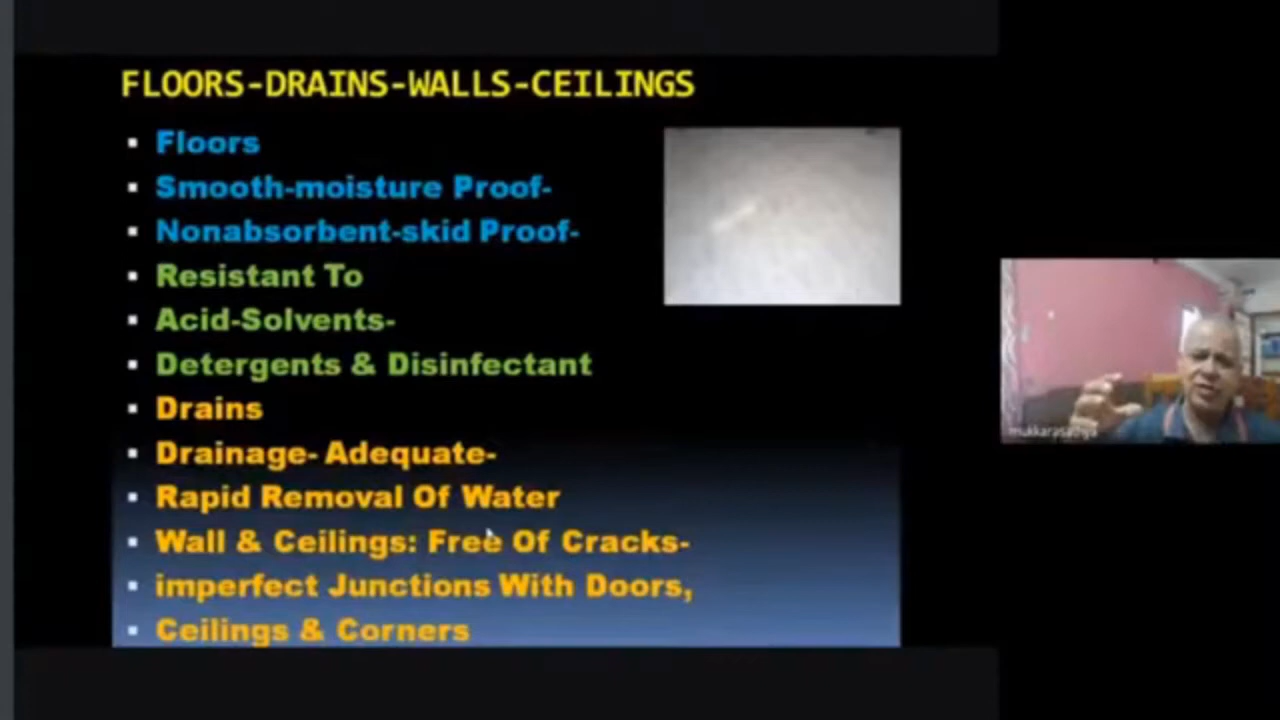 FLOORS-DRAINS-WALLS-CEILINGS
Floors
Smooth-moisture Proof-
Nonabsorbent-skid Proof-
Resistant To
Acid-Solvents-
Detergents & Disinfectant
Drains
Drainage- Adequate-
Rapid Removal Of Water
Wall & Ceilings: Free Of Cracks-
imperfect Junctions With Doors,
Ceilings & Corners